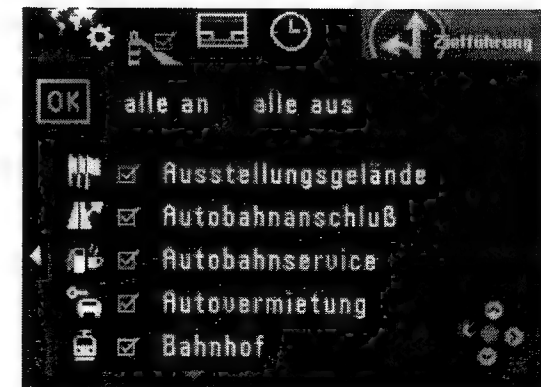 Zielführung
OK alle an alle aus
Ausstellungsgelände
Autobahnanschluß
Autobahnservice
Autovermietung
Bahnhof